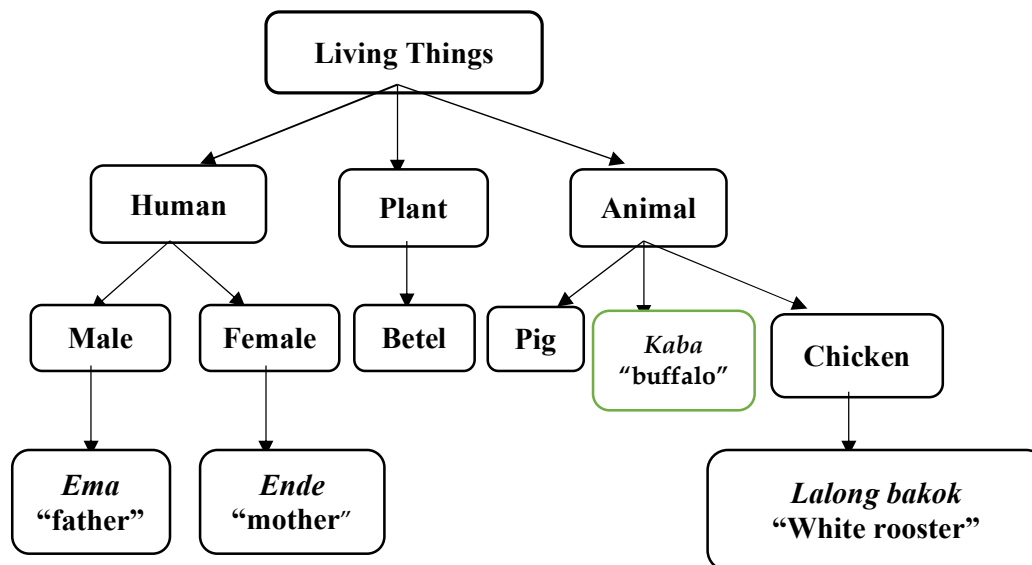 Living Things
Human
Plant
Animal
Male
Female
Betel
Pig
Kaba
“buffalo”
Chicken
Ema
“father”
Ende
“mother”
Lalong bakok
“White rooster”